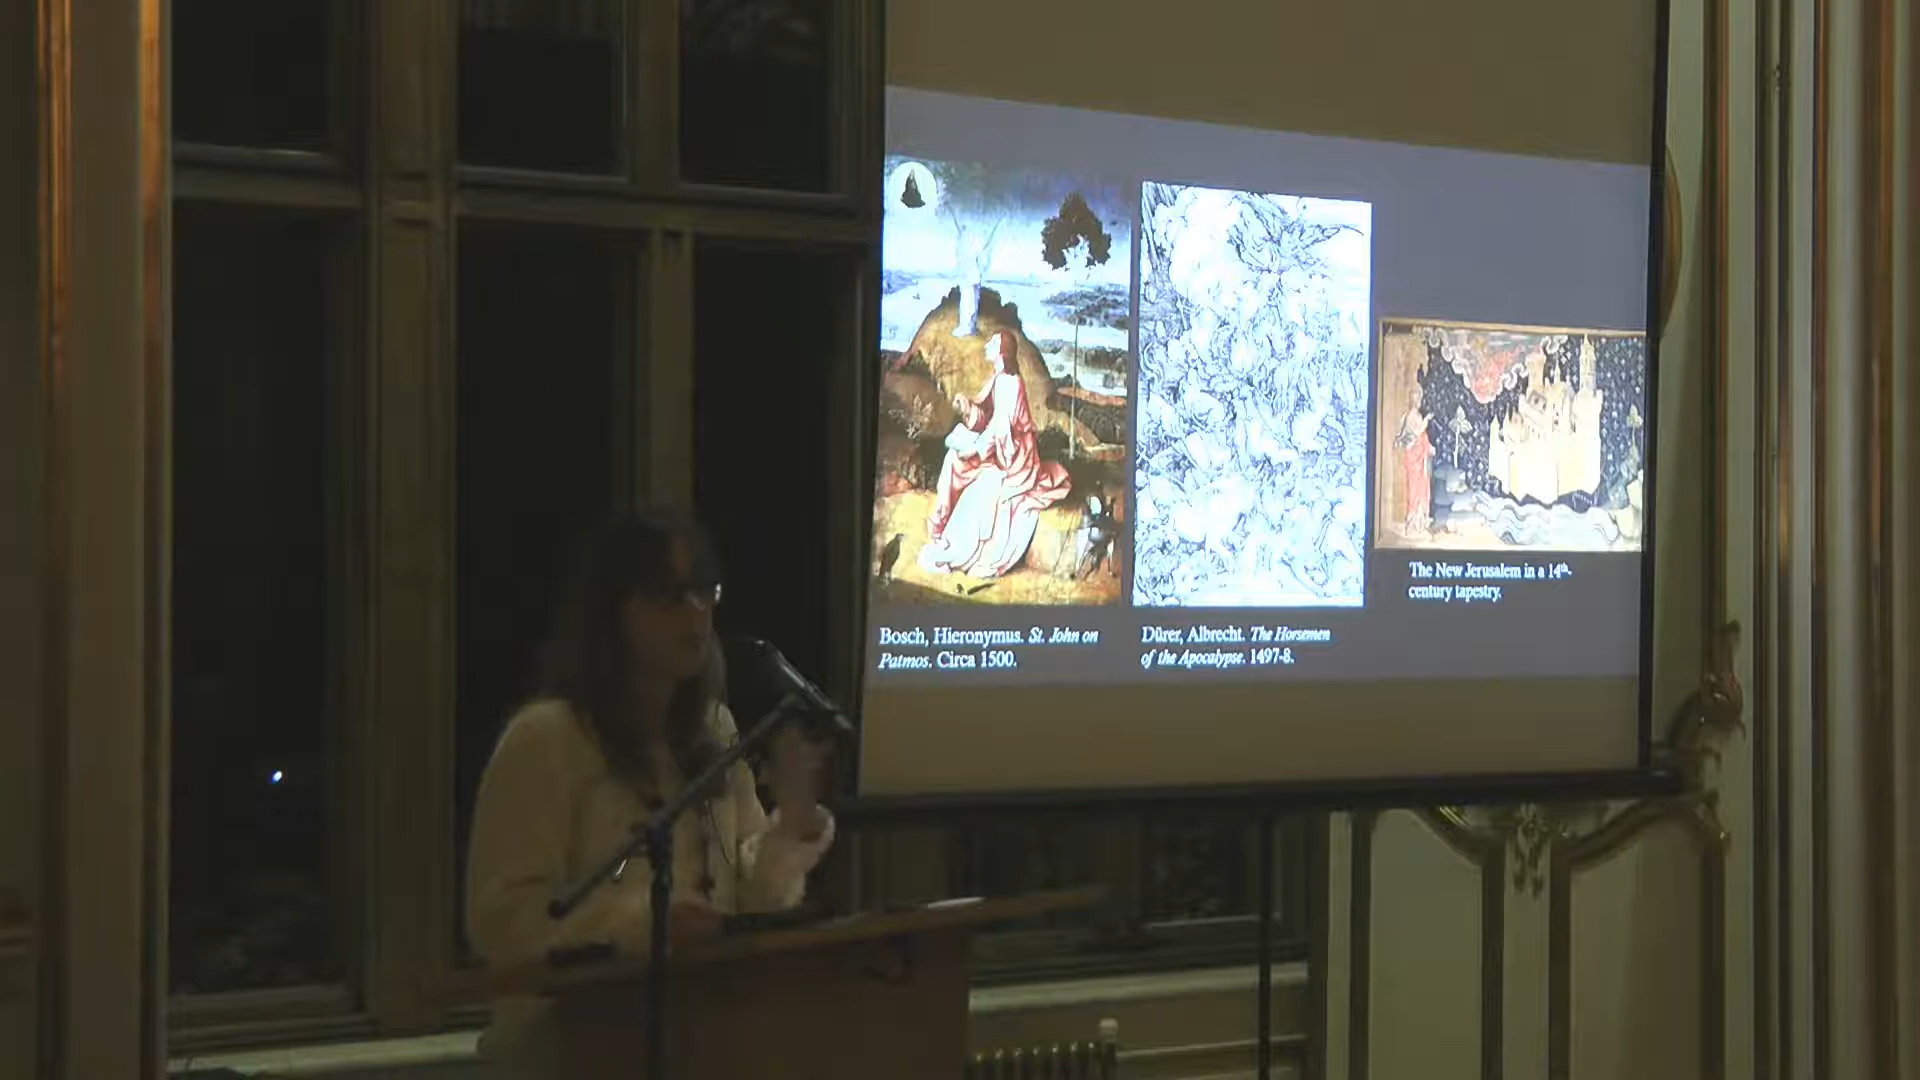 Bosch, Hieronymus. St. John on
Patmos. Circa 1500.
Dürer, Albrecht. The Horsemen
of the Apocalypse. 1497-8.
The New Jerusalem in a 14th-
century tapestry.